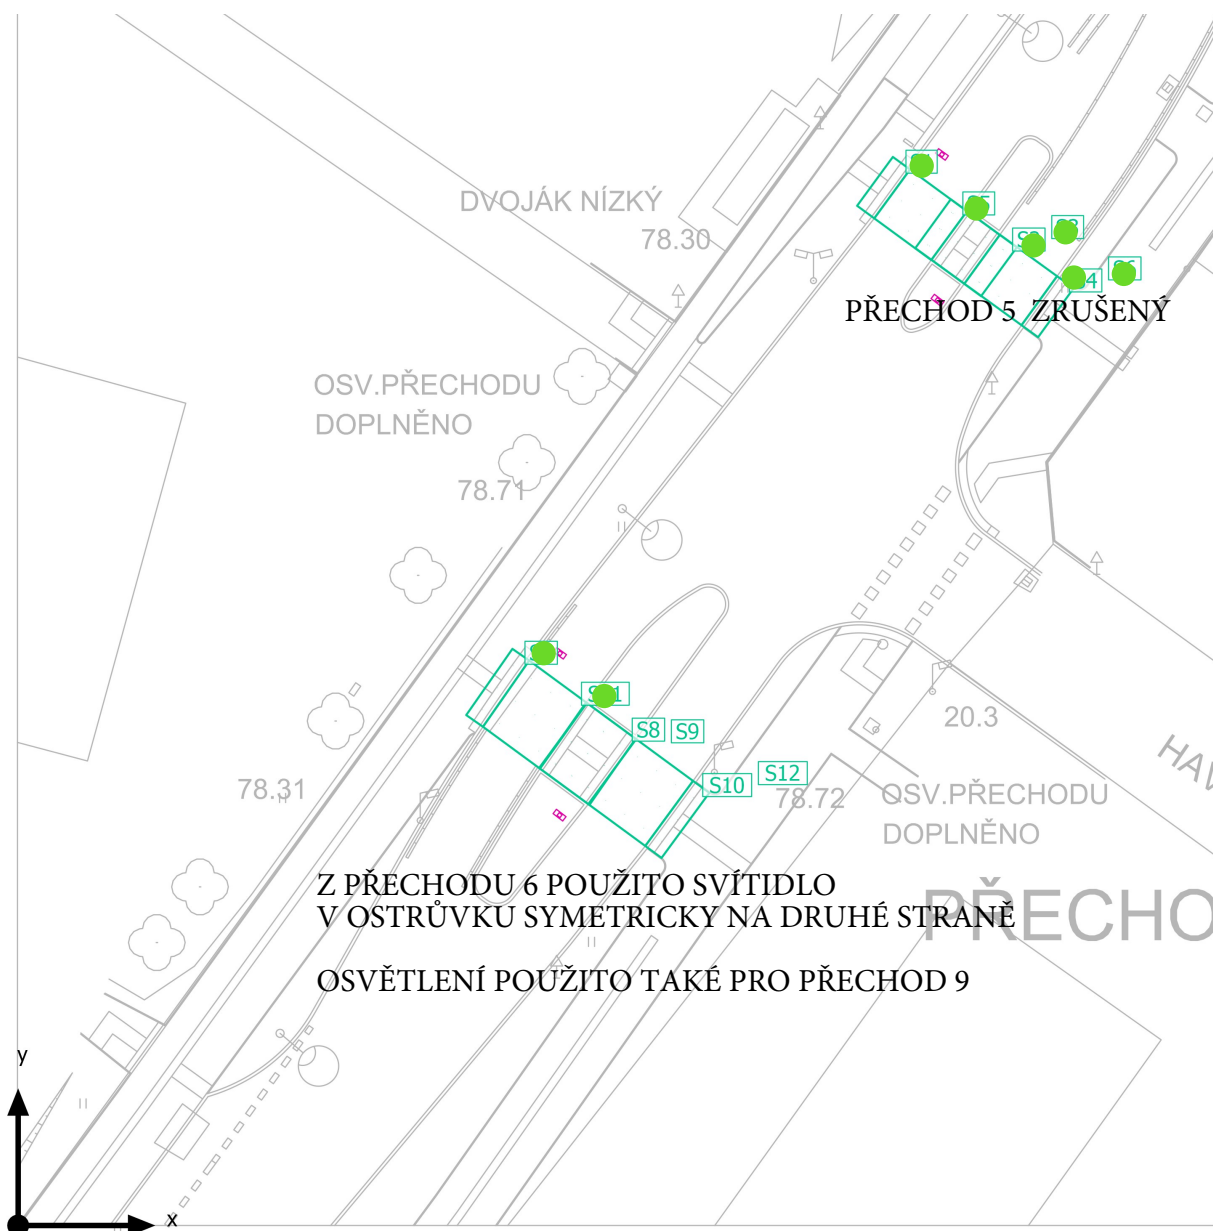 DVOJÁK NÍZKÝ
78.30
PŘECHOD 5 ZRUŠENÝ
OSV.PŘECHODU
DOPLNĚNO
78.71
20.3
S8
S9
S10
S12
78.72
78.31
OSV.PŘECHODU
DOPLNĚNO
Z PŘECHODU 6 POUŽITO SVÍTIDLO
V OSTRŮVKU SYMETRICKY NA DRUHÉ STRANĚ
PŘECHO
OSVĚTLENÍ POUŽITO TAKÉ PRO PŘECHOD 9
y
x